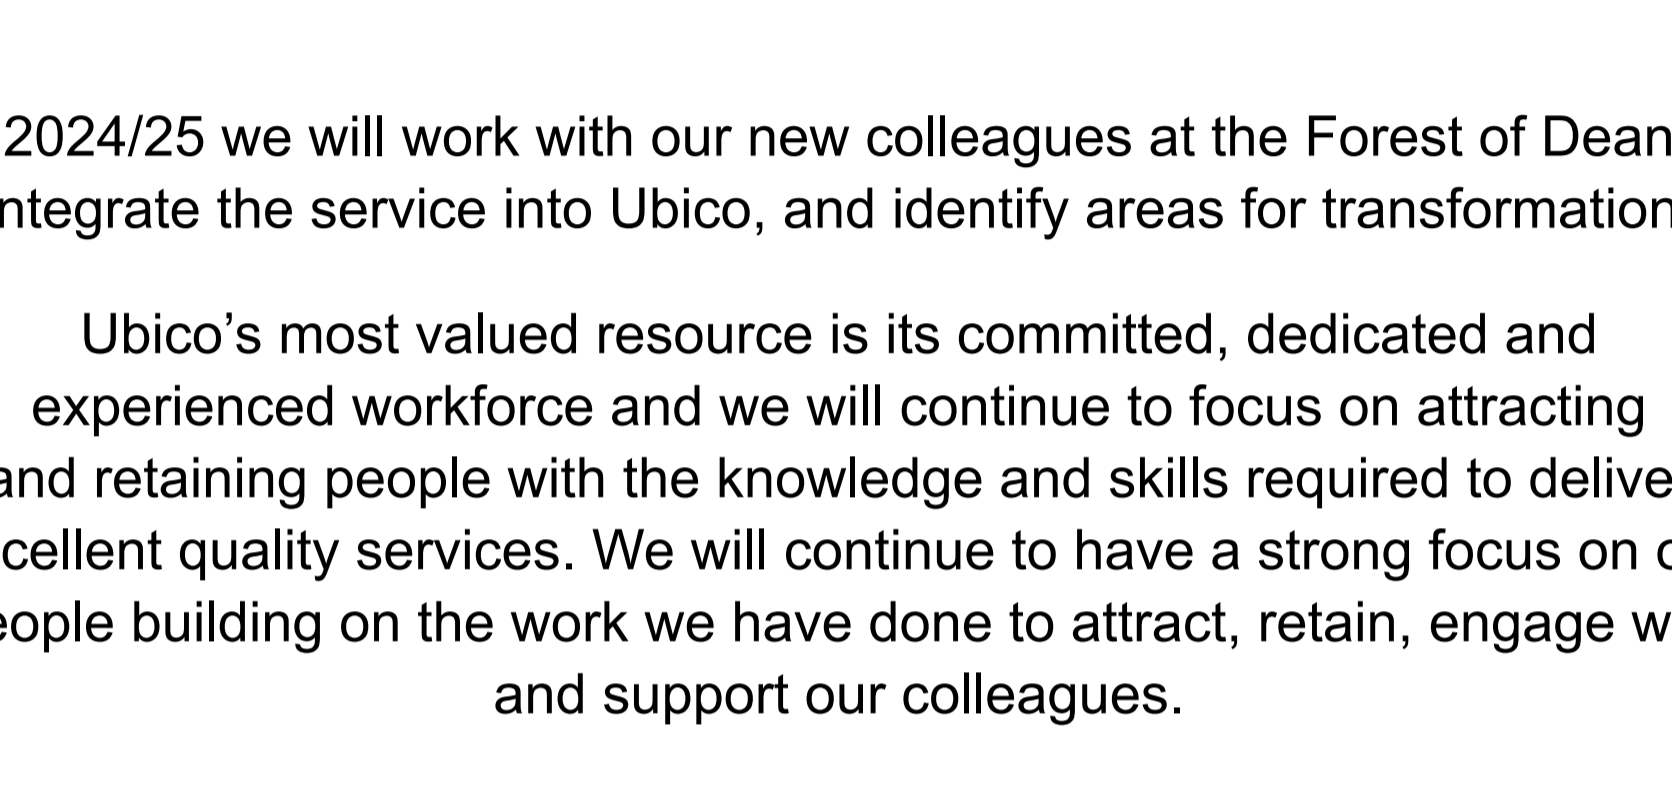 2024/25 we will work with our new colleagues at the Forest of Dean
ntegrate the service into Ubico, and identify areas for transformation
Ubico’s most valued resource is its committed, dedicated and
experienced workforce and we will continue to focus on attracting
and retaining people with the knowledge and skills required to delive
cellent quality services. We will continue to have a strong focus on
eople building on the work we have done to attract, retain, engage w
and support our colleagues.